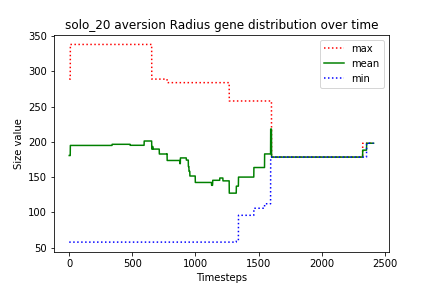 solo_20 aversion Radius gene distribution over time
350
300
250
200
150
100
50
Size value
max
mean
min
0 500 1000 1500 2000 2500
Timesteps